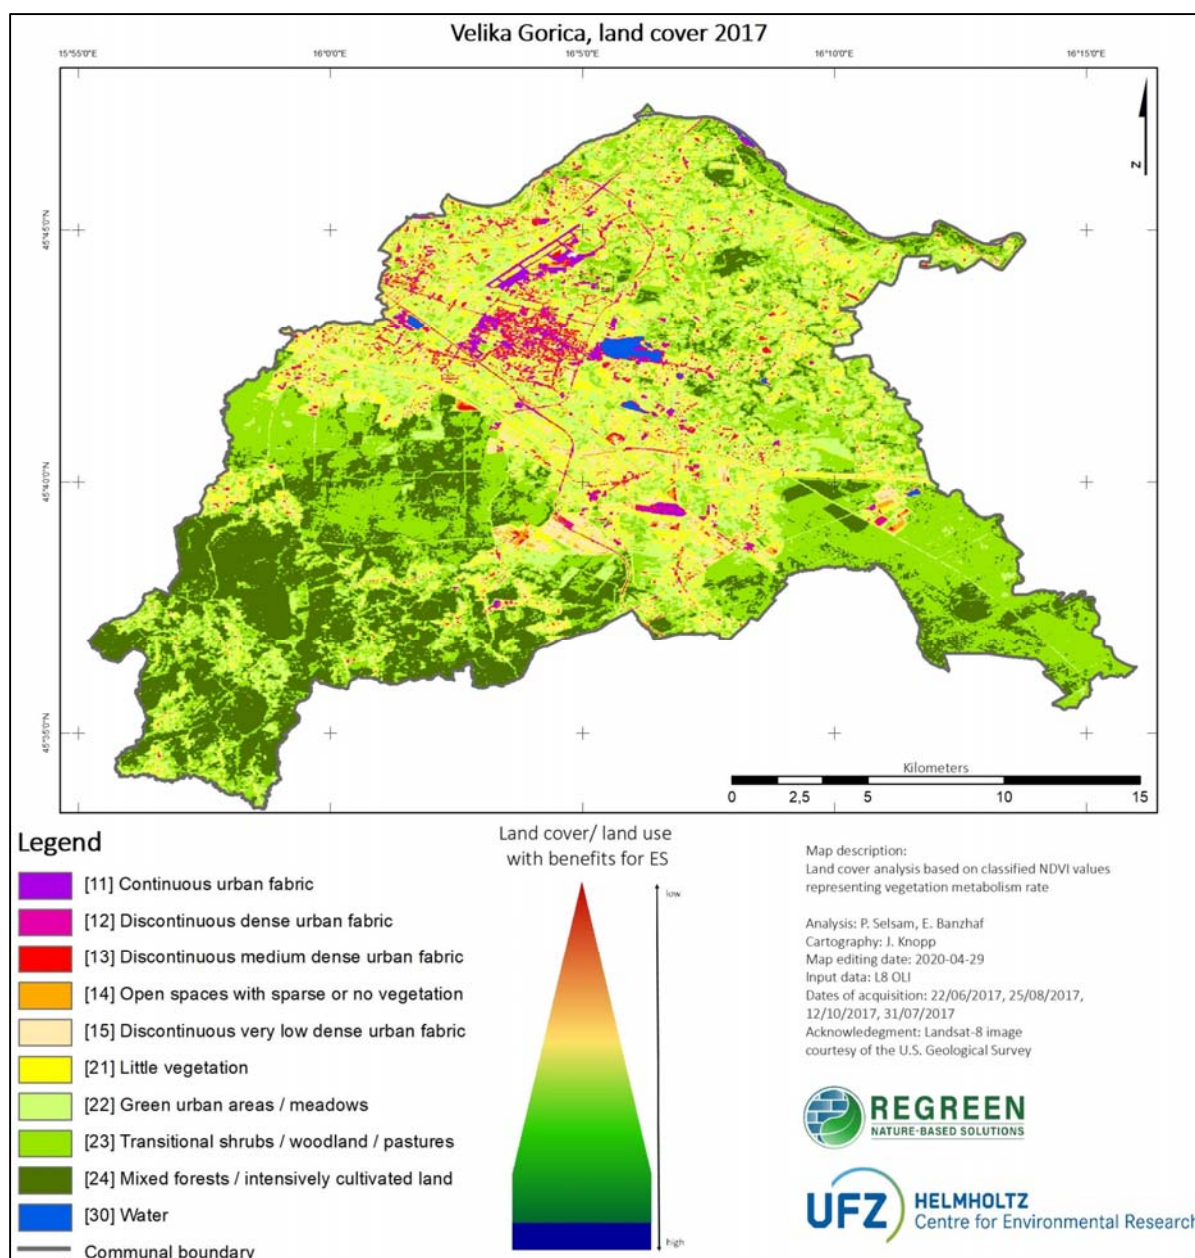 Velika Gorica, land cover 2017
15°55'0"E 16°0'0"E 16°5'0"E 16°10'0"E 16°15'0"E
N
45°45'0"N
45°40'0"N
45°35'0"N
Kilometers
0 2,5 5 10 15
Legend
[11] Continuous urban fabric
[12] Discontinuous dense urban fabric
[13] Discontinuous medium dense urban fabric
[14] Open spaces with sparse or no vegetation
[15] Discontinuous very low dense urban fabric
[21] Little vegetation
[22] Green urban areas / meadows
[23] Transitional shrubs / woodland / pastures
[24] Mixed forests / intensively cultivated land
[30] Water
Communal boundary
Land cover/ land use
with benefits for ES
low
high
Map description:
Land cover analysis based on classified NDVI values
representing vegetation metabolism rate
Analysis: P. Selsam, E. Banzhaf
Cartography: J. Knopp
Map editing date: 2020-04-29
Input data: L8 OLI
Dates of acquisition: 22/06/2017, 25/08/2017,
12/10/2017, 31/07/2017
Acknowledegment: Landsat-8 image
courtesy of the U.S. Geological Survey
REGREEN
NATURE-BASED SOLUTIONS
UFZ HELMHOLTZ
Centre for Environmental Research